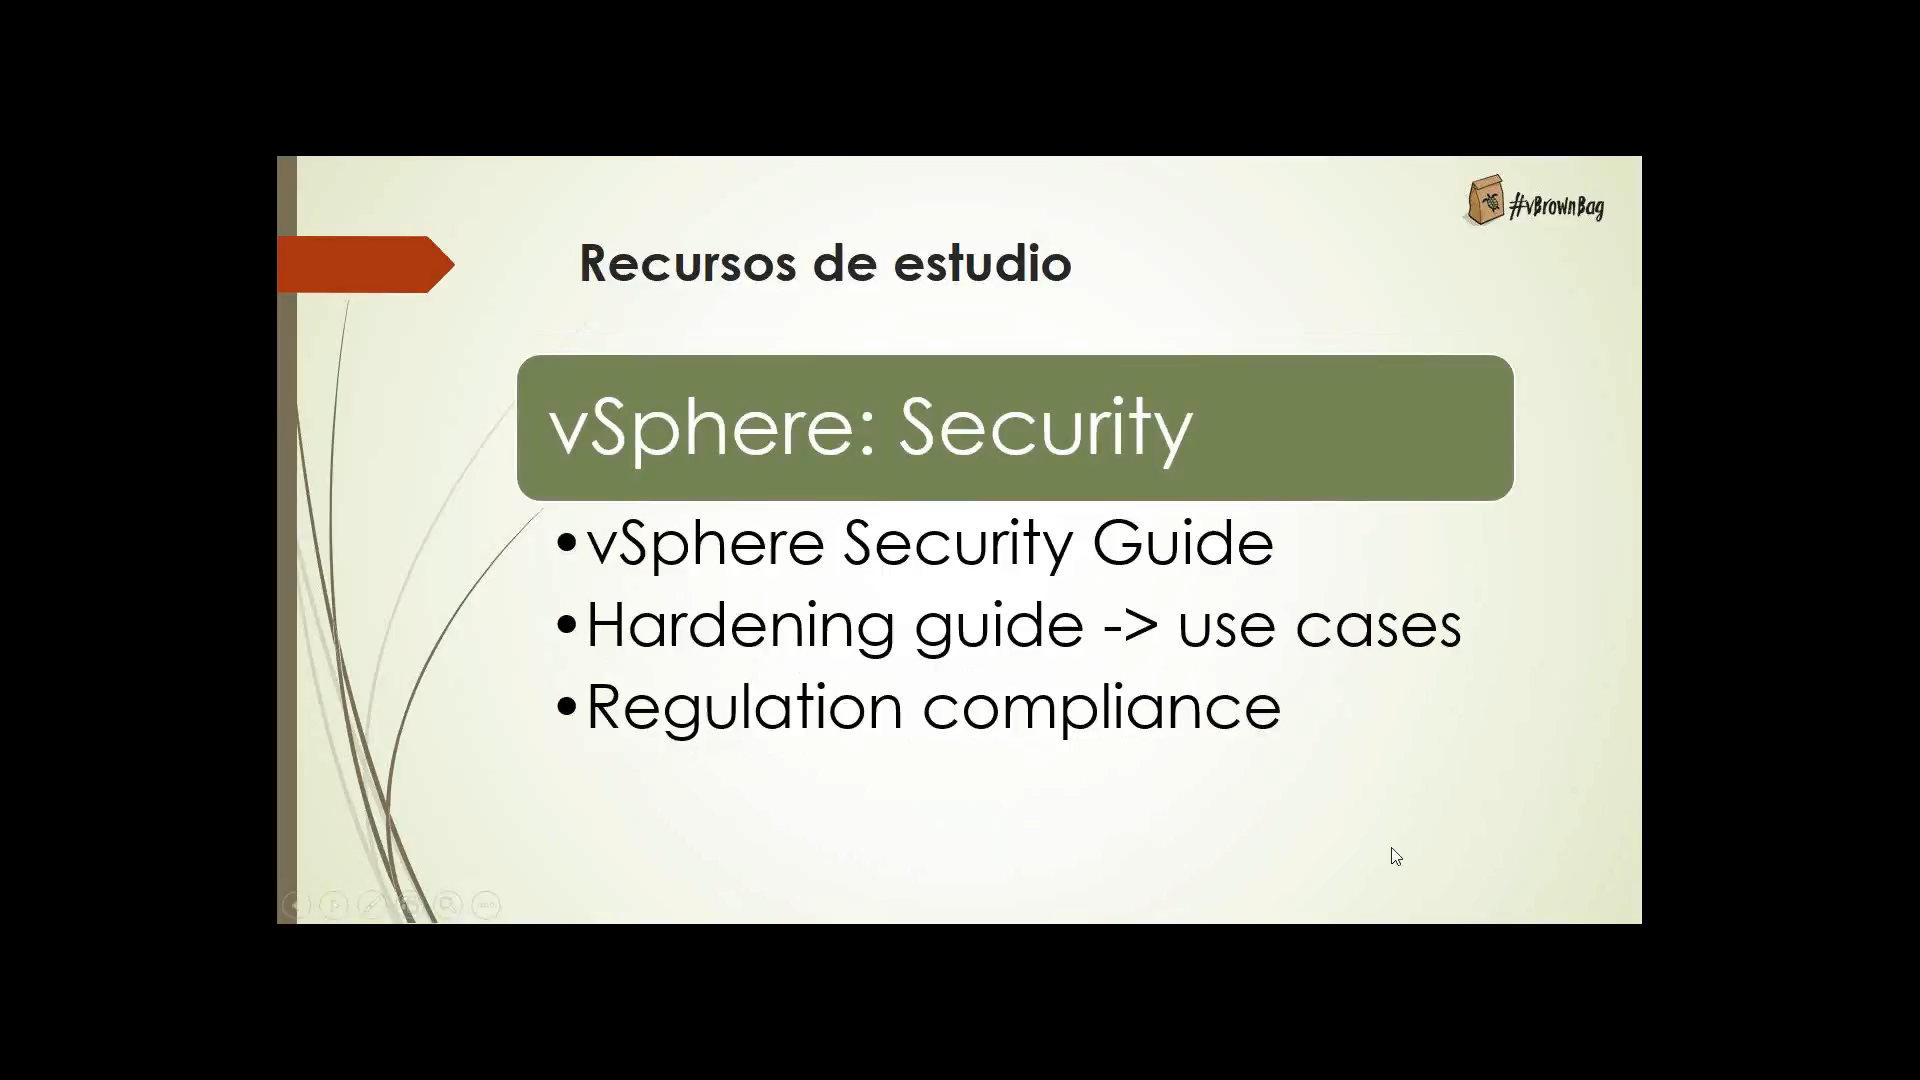 #vBrownBag
Recursos de estudio
vSphere: Security
•vSphere Security Guide
•Hardening guide -> use cases
•Regulation compliance